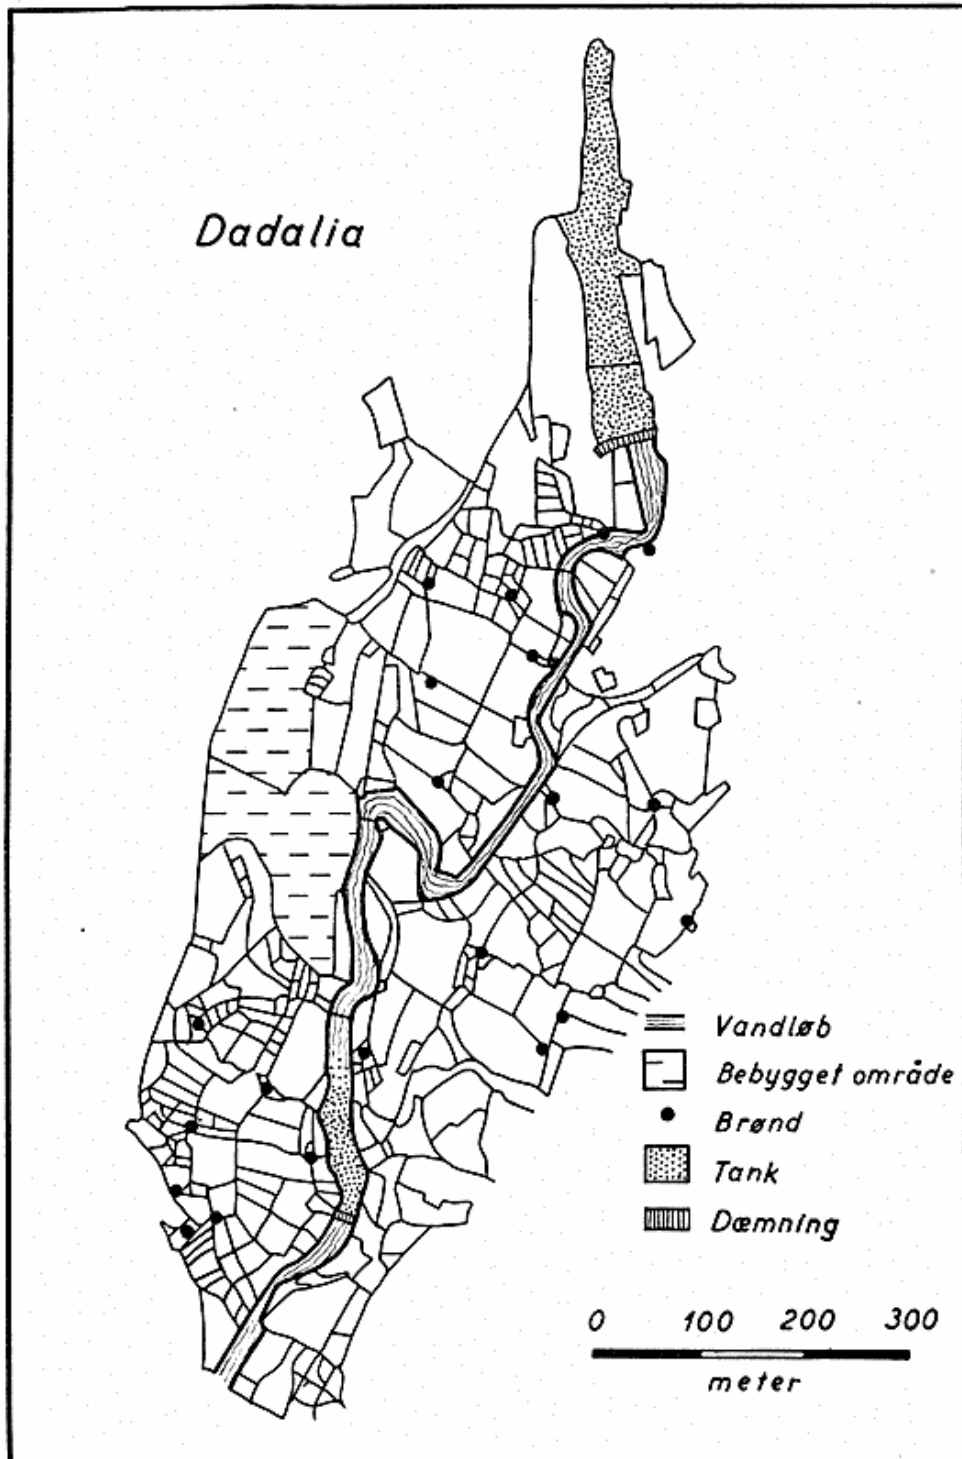 Dadalia
Vandløb
Bebygget område
Brønd
Tank
Dæmning
0 100 200 300
meter